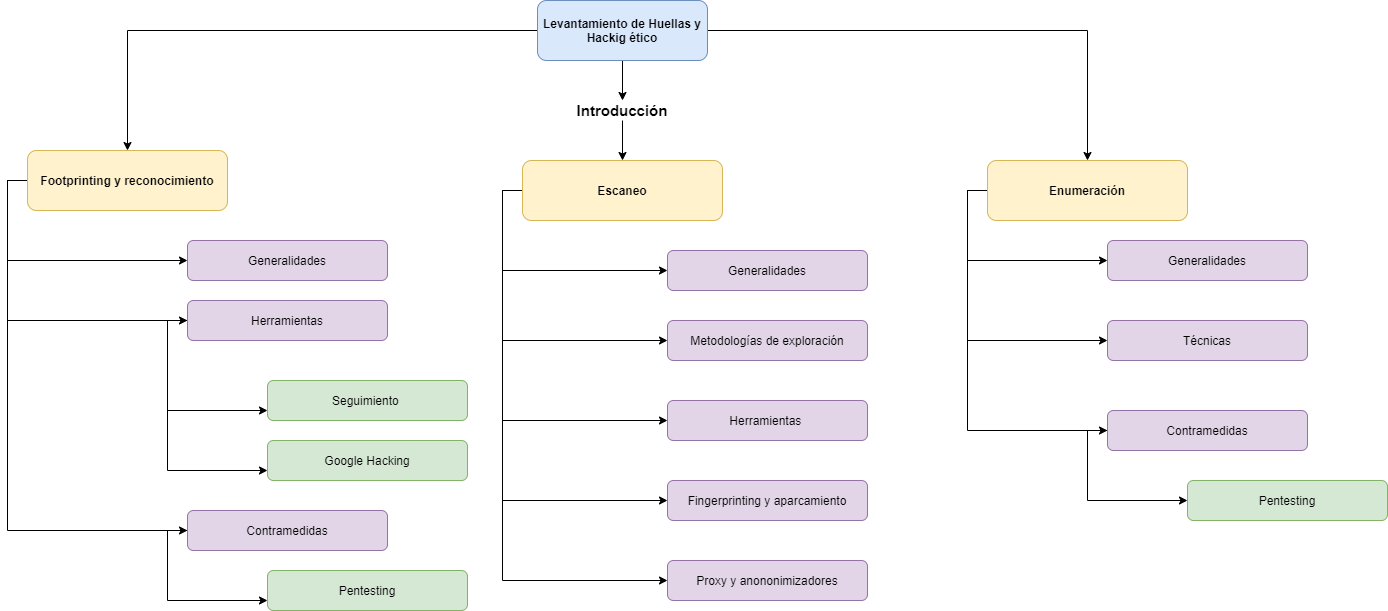 Levantamiento de Huellas y
Hackig ético
Introducción
Footprinting y reconocimiento
Generalidades
Herramientas
Seguimiento
Google Hacking
Contramedidas
Pentesting
Escaneo
Generalidades
Metodologías de exploración
Herramientas
Fingerprinting y aparcamiento
Proxy y anononimizadores
Enumeración
Generalidades
Técnicas
Contramedidas
Pentesting